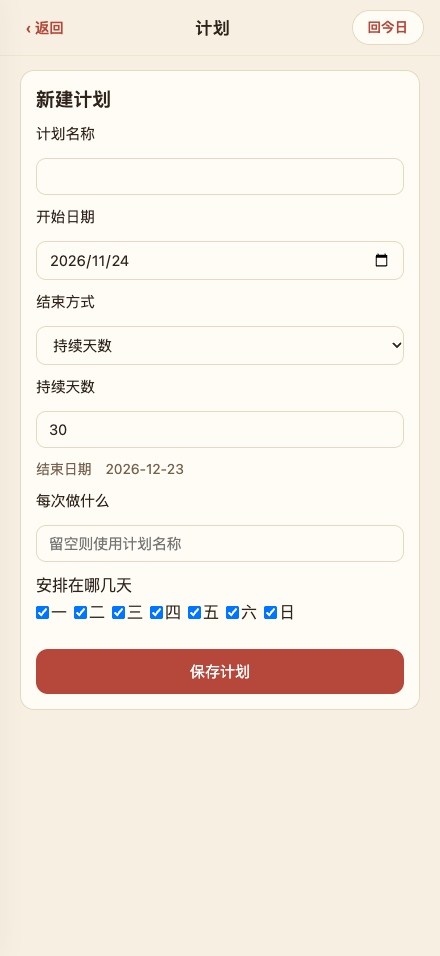 ‹ 返回 计划 回今日
新建计划
计划名称
开始日期
2026/11/24
结束方式
持续天数
持续天数
30
结束日期 2026-12-23
每次做什么
留空则使用计划名称
安排在哪几天
一 二 三 四 五 六 日
保存计划